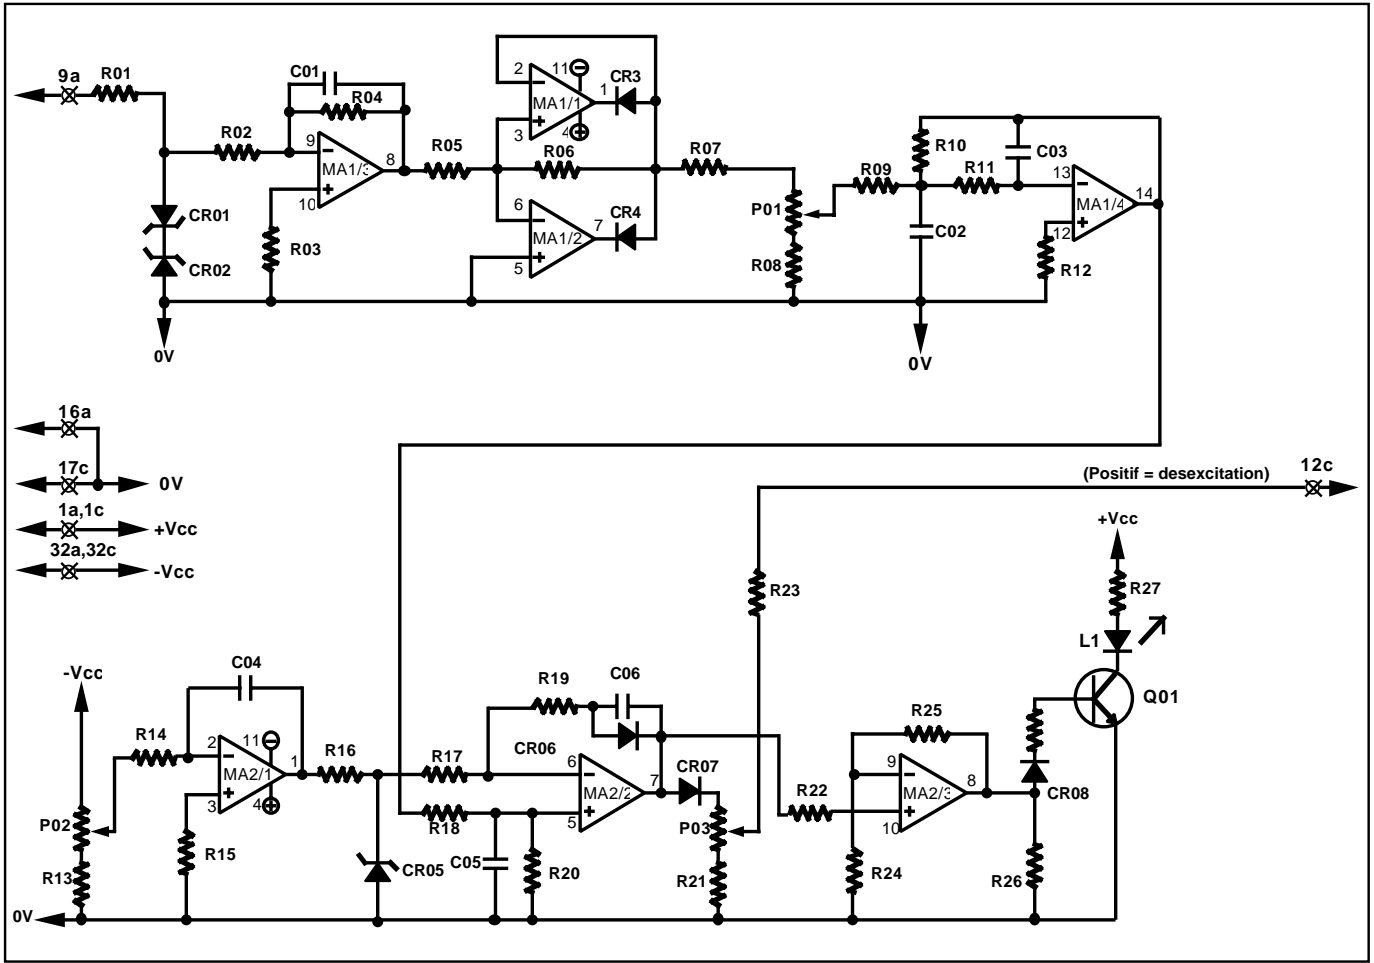 9a
R01
C01
R04
R02
9
MA1/3
8
10
R03
CR01
CR02
0V
R05
2
11
MA1/1
1
CR3
3
4
R06
6
MA1/2
7
CR4
5
R07
P01
R08
R09
R10
R11
C03
C02
0V
13
MA1/4
14
12
R12
16a
17c
0V
1a,1c
+Vcc
32a,32c
-Vcc
(Positif = desexcitation)
12c
+Vcc
R27
L1
Q01
R23
-Vcc
C04
R14
2
11
MA2/1
1
3
4
P02
R13
R15
0V
R16
CR05
R17
R18
R19
C06
CR06
6
MA2/2
7
5
C05
R20
CR07
P03
R21
R22
R25
9
MA2/3
8
10
R24
CR08
R26